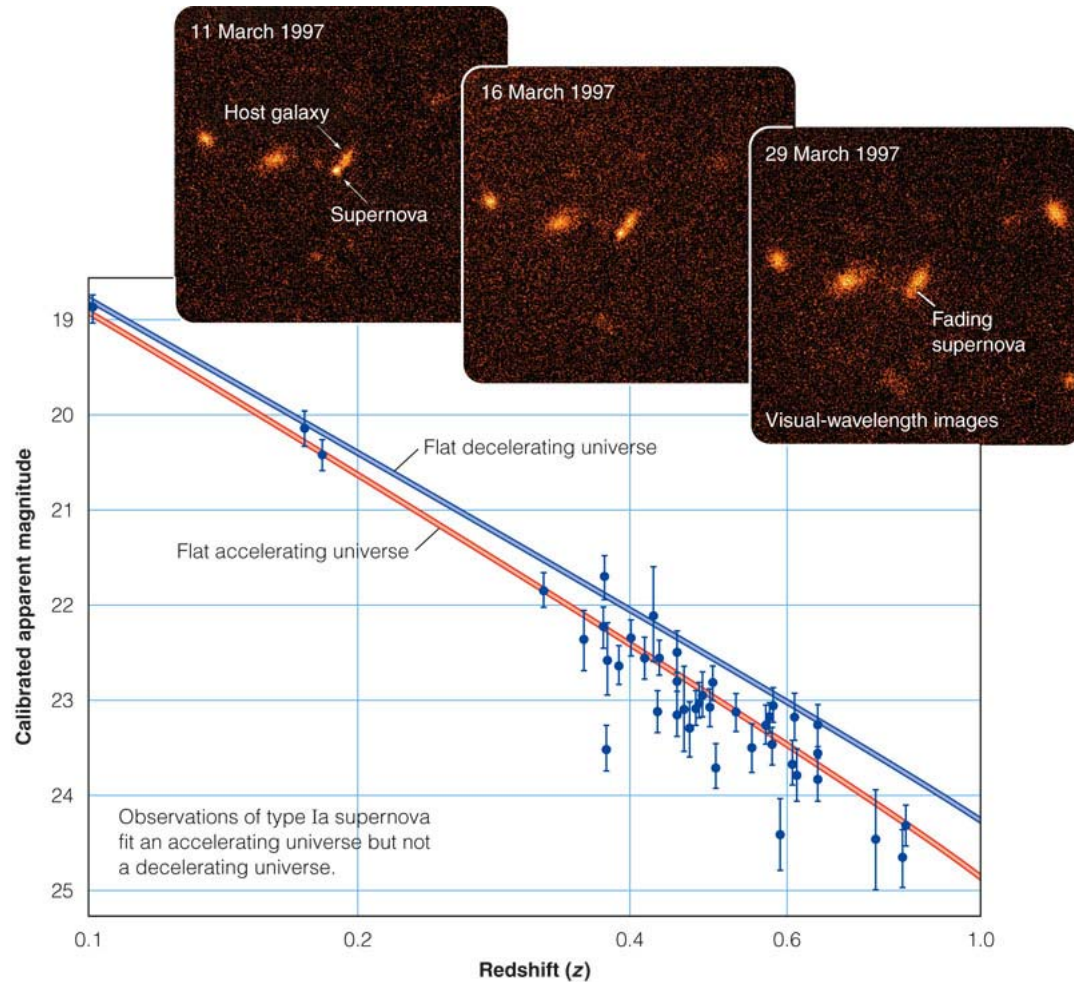 11 March 1997
Host galaxy
Supernova
16 March 1997
29 March 1997
Fading
supernova
Visual-wavelength images
19
20
21
22
23
24
25
Calibrated apparent magnitude
Flat decelerating universe
Flat accelerating universe
Observations of type Ia supernova
fit an accelerating universe but not
a decelerating universe.
0.1
0.2
0.4
0.6
1.0
Redshift (z)